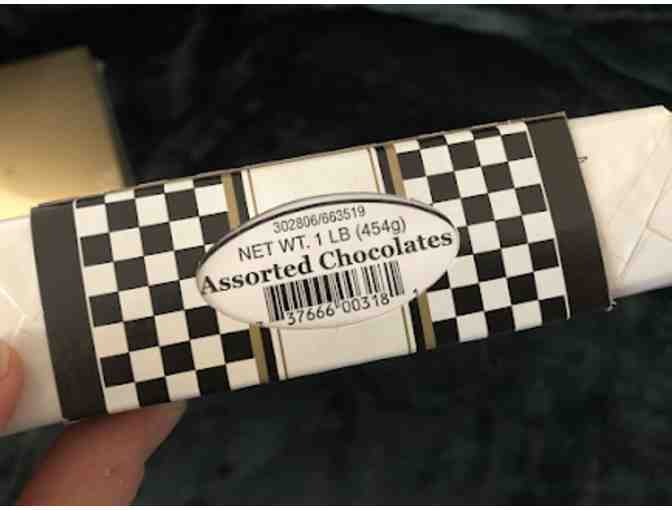 302806/663519
NET WT. 1 LB (454g)
Assorted Chocolates
37666 00318